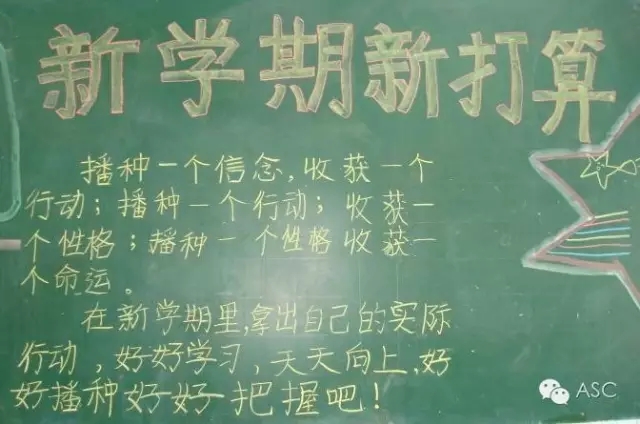 新学期新打算
播种一个信念,收获一个
行动;播种一个行动;收获一
个性格;播种一个性格收获一
个命运。
在新学期里,拿出自己的实际
行动,好好学习、天天向上,好
好播种好好把握吧!
ASC